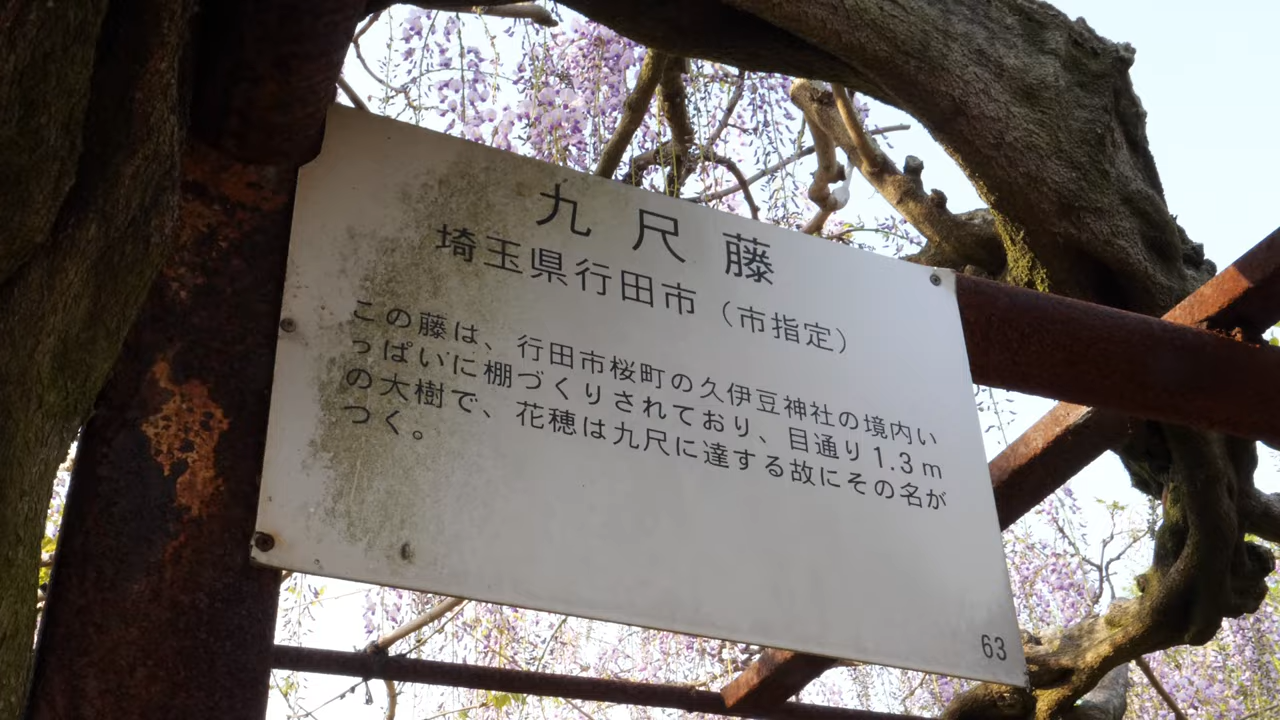 九尺藤
埼玉県行田市(市指定)
この藤は、行田市桜町の久伊豆神社の境内い
っぱいに棚づくりされており、目通り1.3m
の大樹で、花穂は九尺に達する故にその名が
つく。
63